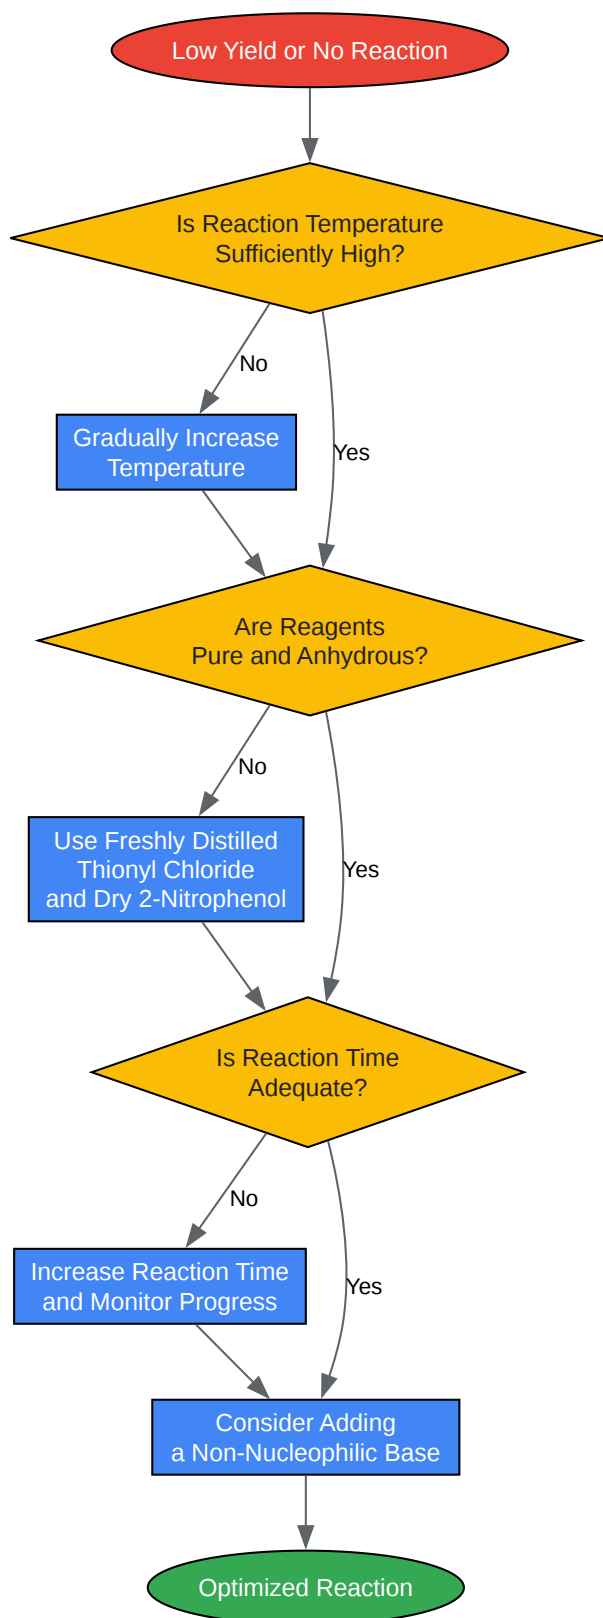 Low Yield or No Reaction
Is Reaction Temperature
Sufficiently High?
No
Gradually Increase
Temperature
Yes
Are Reagents
Pure and Anhydrous?
No
Use Freshly Distilled
Thionyl Chloride
and Dry 2-Nitrophenol
Yes
Is Reaction Time
Adequate?
No
Increase Reaction Time
and Monitor Progress
Yes
Consider Adding
a Non-Nucleophilic Base
Optimized Reaction